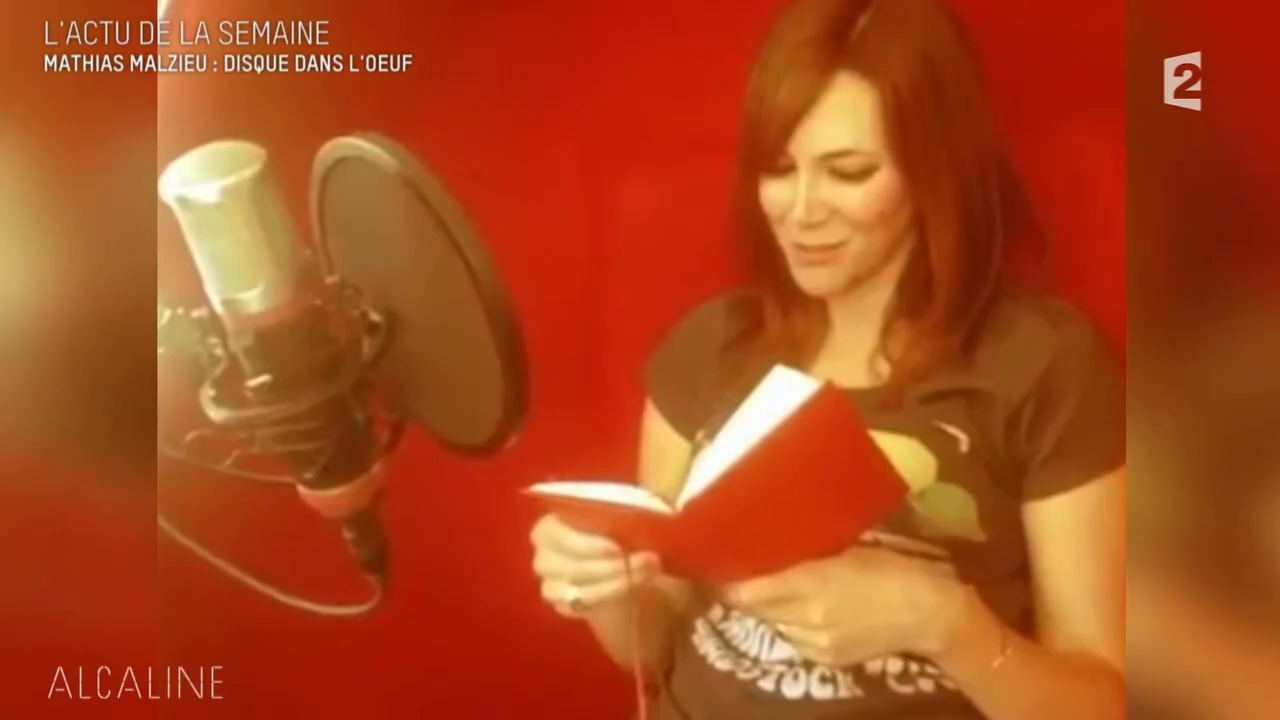 L'ACTU DE LA SEMAINE
MATHIAS MALZIEU : DISQUE DANS L'OEUF
2
ALCALINE